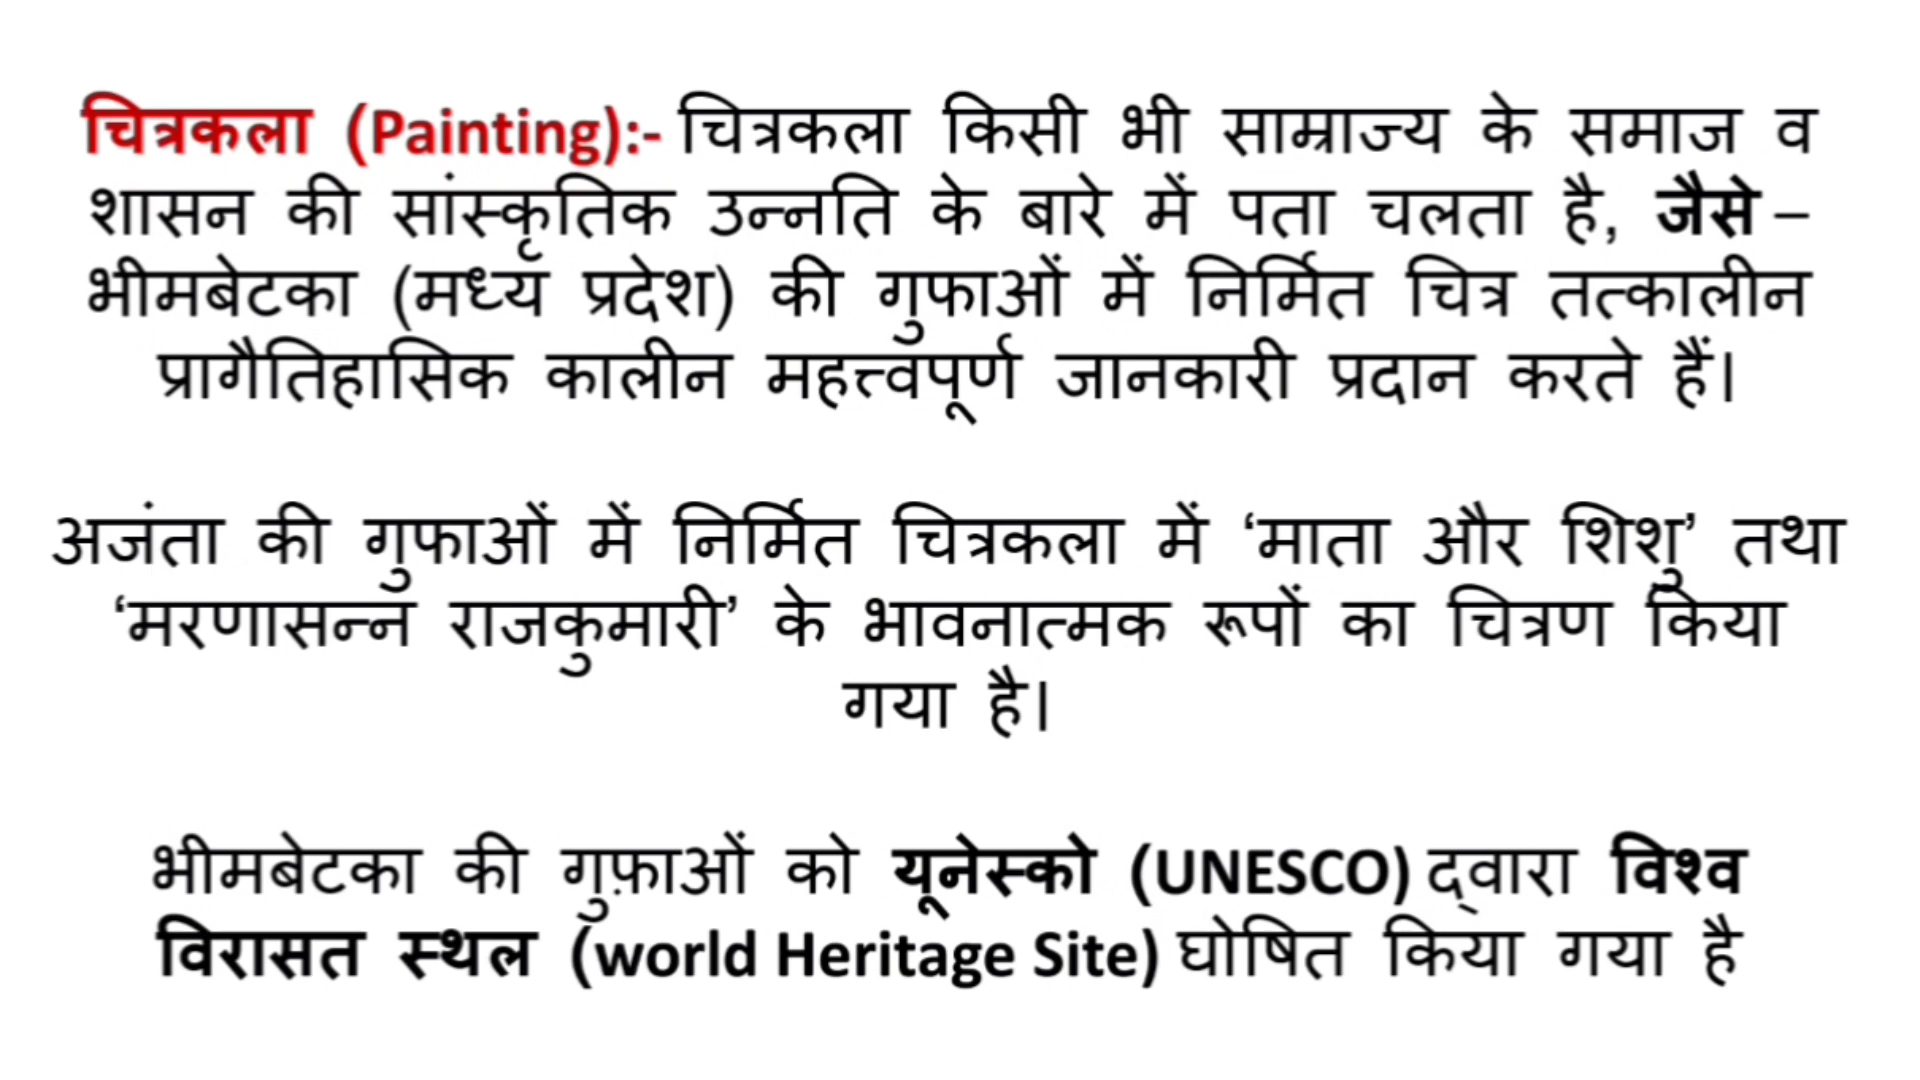 चित्रकला (Painting):- चित्रकला किसी भी साम्राज्य के समाज व
शासन की सांस्कृतिक उन्नति के बारे में पता चलता है, जैसे –
भीमबेटका (मध्य प्रदेश) की गुफाओं में निर्मित चित्र तत्कालीन
प्रागैतिहासिक कालीन महत्त्वपूर्ण जानकारी प्रदान करते हैं।
अजंता की गुफाओं में निर्मित चित्रकला में ‘माता और शिशु’ तथा
‘मरणासन्न राजकुमारी’ के भावनात्मक रूपों का चित्रण किया
गया है।
भीमबेटका की गुफ़ाओं को यूनेस्को (UNESCO) द्वारा विश्व
विरासत स्थल (world Heritage Site) घोषित किया गया है